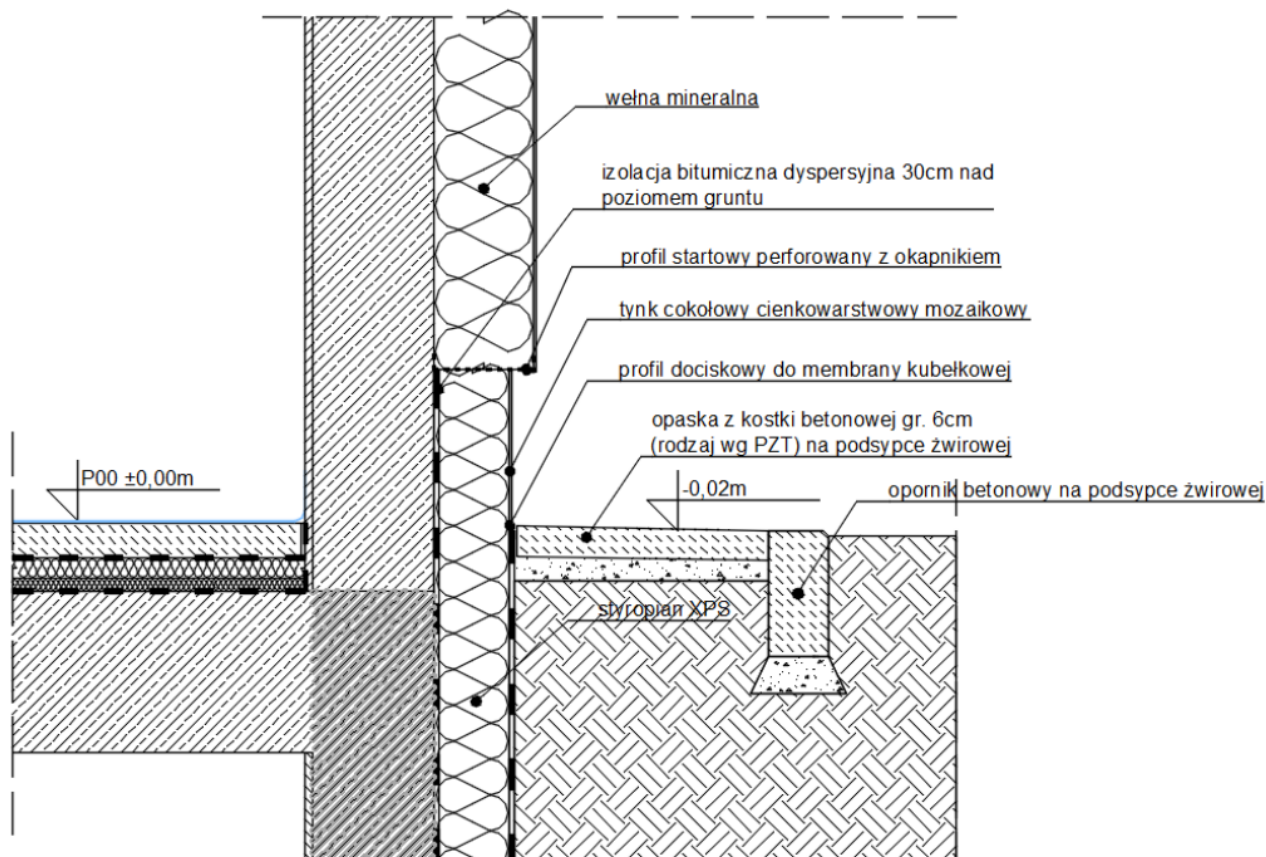 wełna mineralna
izolacja bitumiczna dyspersyjna 30cm nad
poziomem gruntu
profil startowy perforowany z okapnikiem
tynk cokołowy cienkowarstwowy mozaikowy
profil dociskowy do membrany kubełkowej
opaska z kostki betonowej gr. 6cm
(rodzaj wg PZT) na podsypce żwirowej
P00 ±0,00m
-0,02m
opornik betonowy na podsypce żwirowej
styropian XPS